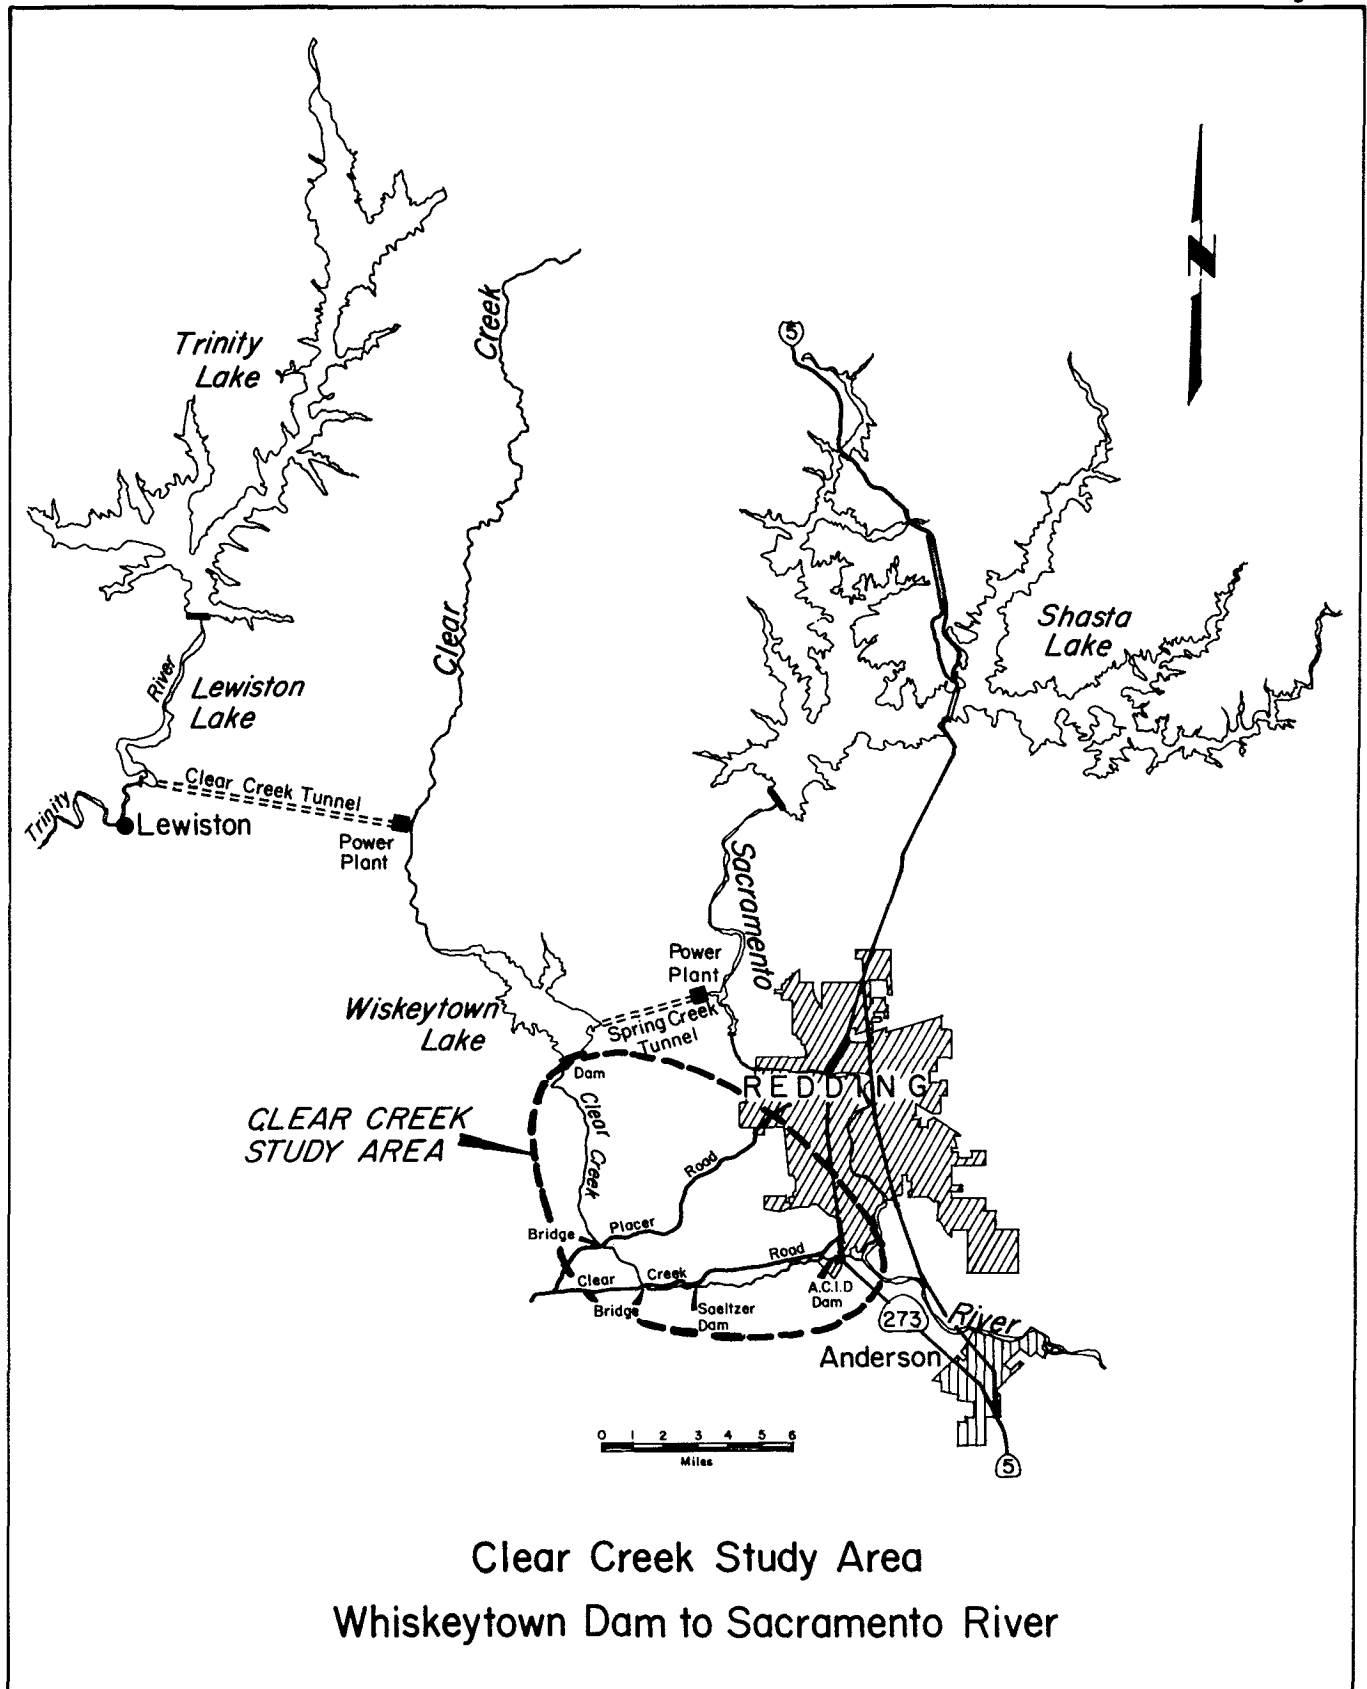 N
5
Creek
Trinity
Lake
Shasta
Lake
Clear
River
Lewiston
Lake
Clear Creek Tunnel
Trinity
Lewiston
Power
Plant
Sacramento
Power
Plant
Wiskeytown
Lake
Spring Creek
Tunnel
Dam
REDDING
CLEAR CREEK
STUDY AREA
Clear Creek
Road
Bridge
Placer
Road
Clear
Creek
A.C.I.D
Dam
Bridge
Saeltzer
Dam
273
River
Anderson
0 1 2 3 4 5 6
Miles
5
Clear Creek Study Area
Whiskeytown Dam to Sacramento River